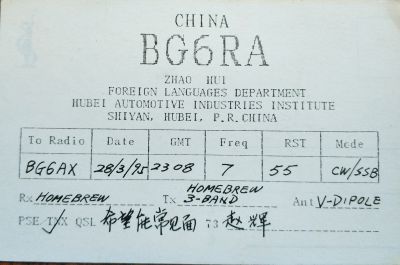 CHINA
BG6RA
ZHAO HUI
FOREIGN LANGUAGES DEPARTMENT
HUBEI AUTOMOTIVE INDUSTRIES INSTITUTE
SHIYAN, HUBEI, P.R.CHINA
To Radio Date GMT Freq RST Mode
BG6AX 28/3/95 2308 7 55 CW/SSB
Rx HOMEBREW Tx HOMEBREW 3-BAND Ant V-DIPOLE
PSE TNX QSL 希望能常见面 73 赵辉